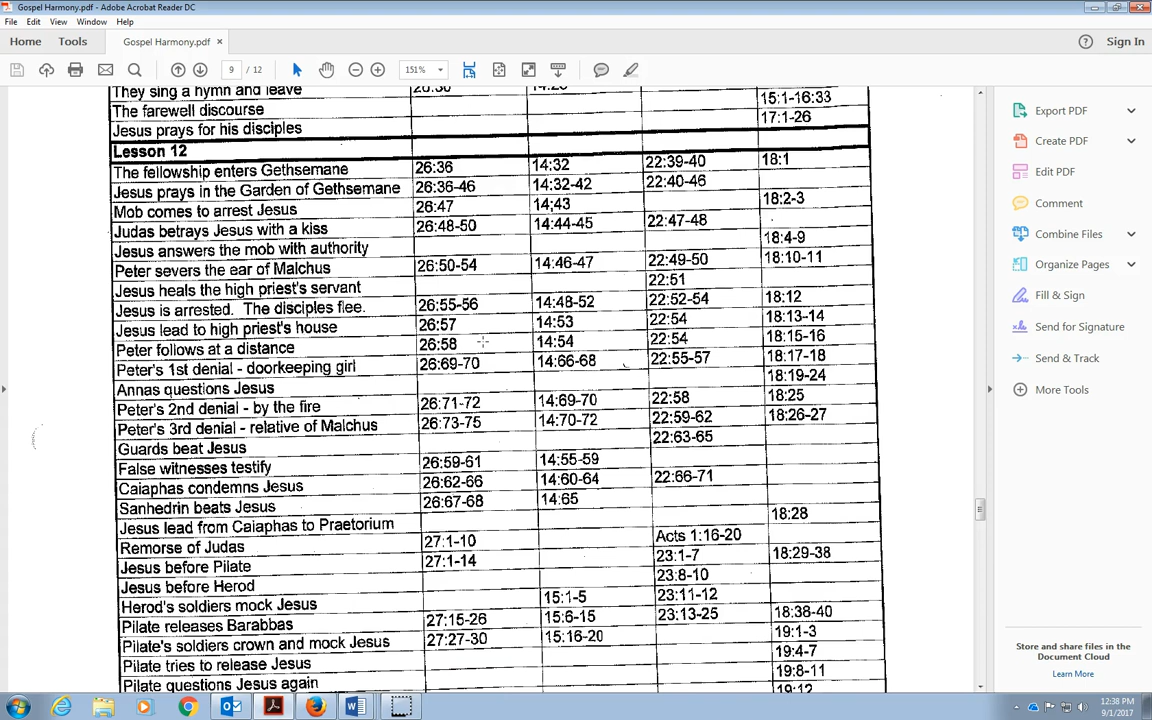 Gospel Harmony.pdf - Adobe Acrobat Reader DC
File Edit View Window Help
Home Tools Gospel Harmony.pdf × Sign In
9 / 12 151%
They sing a hymn and leave 26:30
The farewell discourse 15:1-16:33
Jesus prays for his disciples 17:1-26
Lesson 12
The fellowship enters Gethsemane 26:36 14:32 22:39-40 18:1
Jesus prays in the Garden of Gethsemane 26:36-46 14:32-42 22:40-46
Mob comes to arrest Jesus 26:47 14;43 18:2-3
Judas betrays Jesus with a kiss 26:48-50 14:44-45 22:47-48
Jesus answers the mob with authority 18:4-9
Peter severs the ear of Malchus 26:50-54 14:46-47 22:49-50 18:10-11
Jesus heals the high priest's servant 22:51
Jesus is arrested. The disciples flee. 26:55-56 14:48-52 22:52-54 18:12
Jesus lead to high priest's house 26:57 14:53 22:54 18:13-14
Peter follows at a distance 26:58 14:54 22:54 18:15-16
Peter's 1st denial - doorkeeping girl 26:69-70 14:66-68 22:55-57 18:17-18
Annas questions Jesus 18:19-24
Peter's 2nd denial - by the fire 26:71-72 14:69-70 22:58 18:25
Peter's 3rd denial - relative of Malchus 26:73-75 14:70-72 22:59-62 18:26-27
Guards beat Jesus 22:63-65
False witnesses testify 26:59-61 14:55-59
Caiaphas condemns Jesus 26:62-66 14:60-64 22:66-71
Sanhedrin beats Jesus 26:67-68 14:65
Jesus lead from Caiaphas to Praetorium 18:28
Remorse of Judas 27:1-10 Acts 1:16-20
Jesus before Pilate 27:1-14 23:1-7 18:29-38
Jesus before Herod 23:8-10
Herod's soldiers mock Jesus 15:1-5 23:11-12
Pilate releases Barabbas 27:15-26 15:6-15 23:13-25 18:38-40
Pilate's soldiers crown and mock Jesus 27:27-30 15:16-20 19:1-3
Pilate tries to release Jesus 19:4-7
Pilate questions Jesus again 19:8-11
19:12
Export PDF
Create PDF
Edit PDF
Comment
Combine Files
Organize Pages
Fill & Sign
Send for Signature
Send & Track
More Tools
Store and share files in the
Document Cloud
Learn More
12:38 PM
9/1/2017